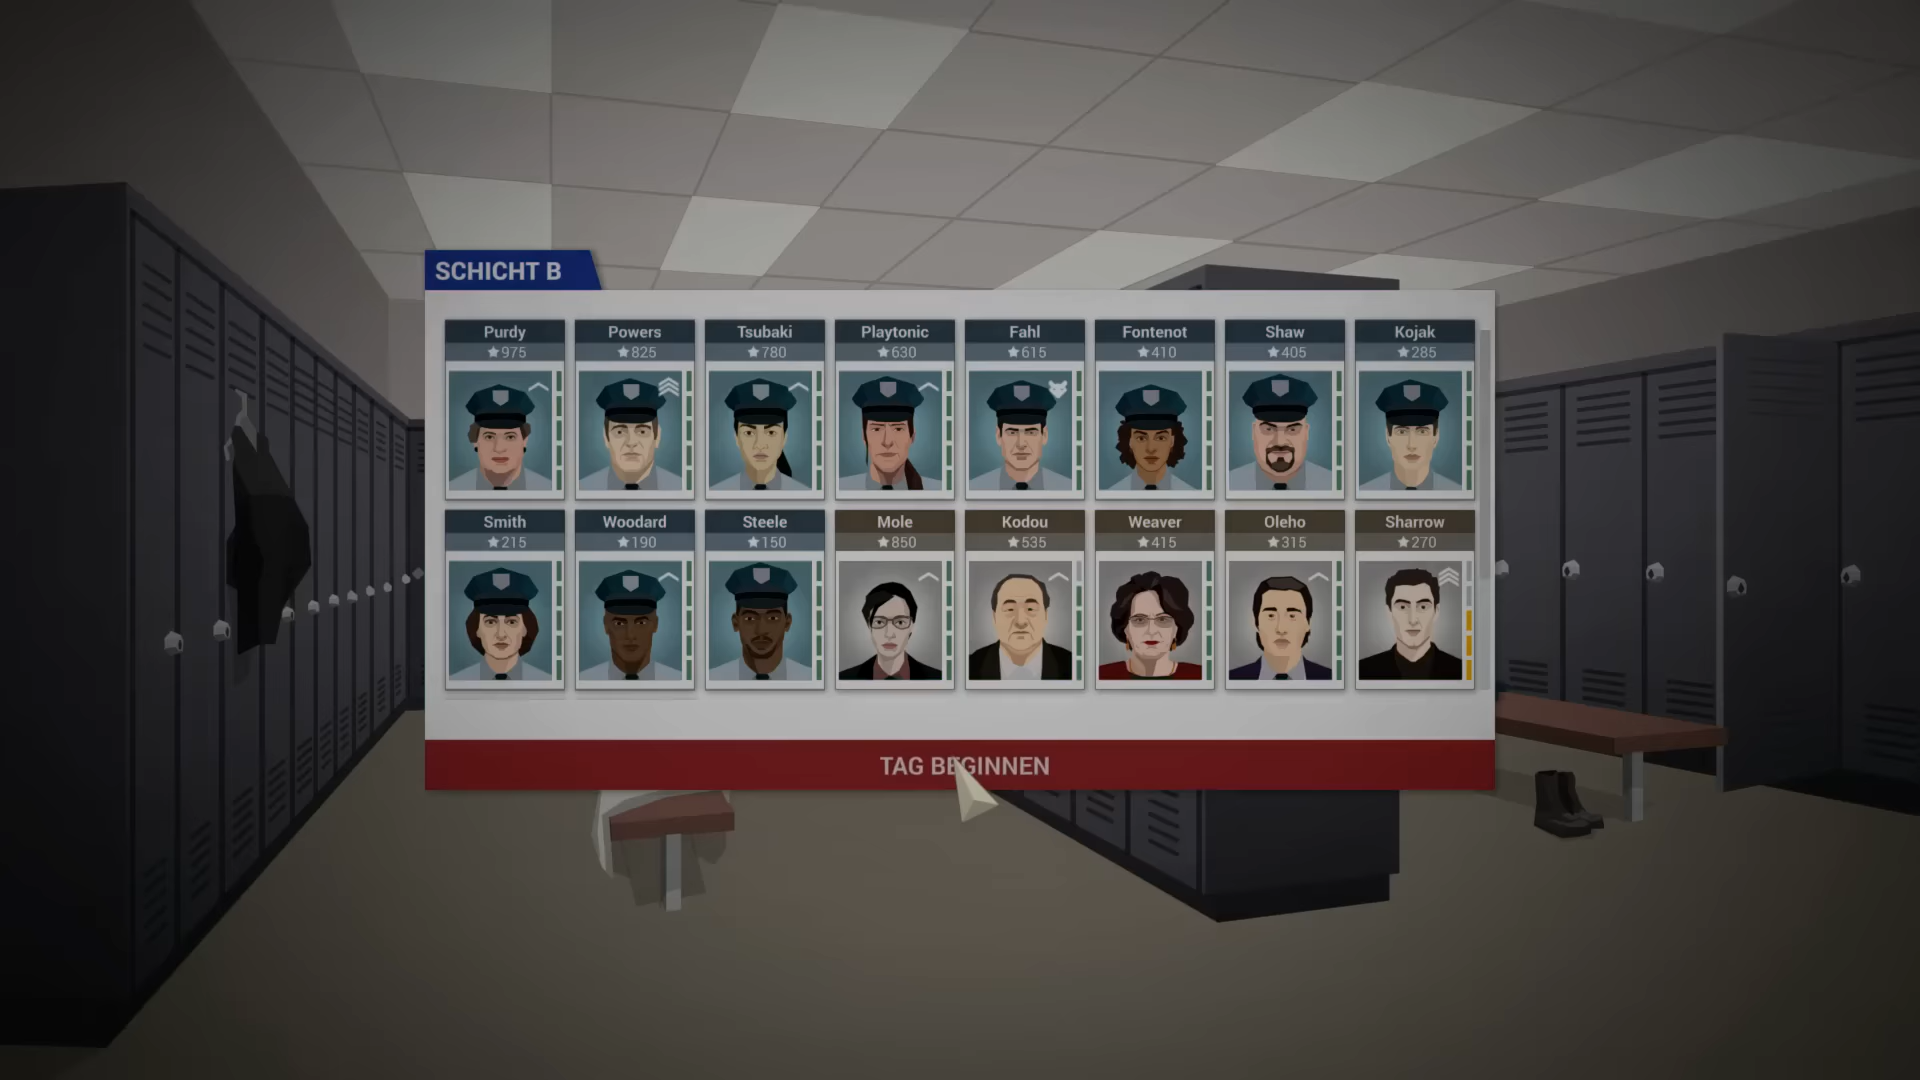 SCHICHT B
Purdy Powers Tsubaki Playtonic Fahl Fontenot Shaw Kojak
★975 ★825 ★780 ★630 ★615 ★410 ★405 ★285
Smith Woodard Steele Mole Kodou Weaver Oleho Sharrow
★215 ★190 ★150 ★850 ★535 ★415 ★315 ★270
TAG BEGINNEN